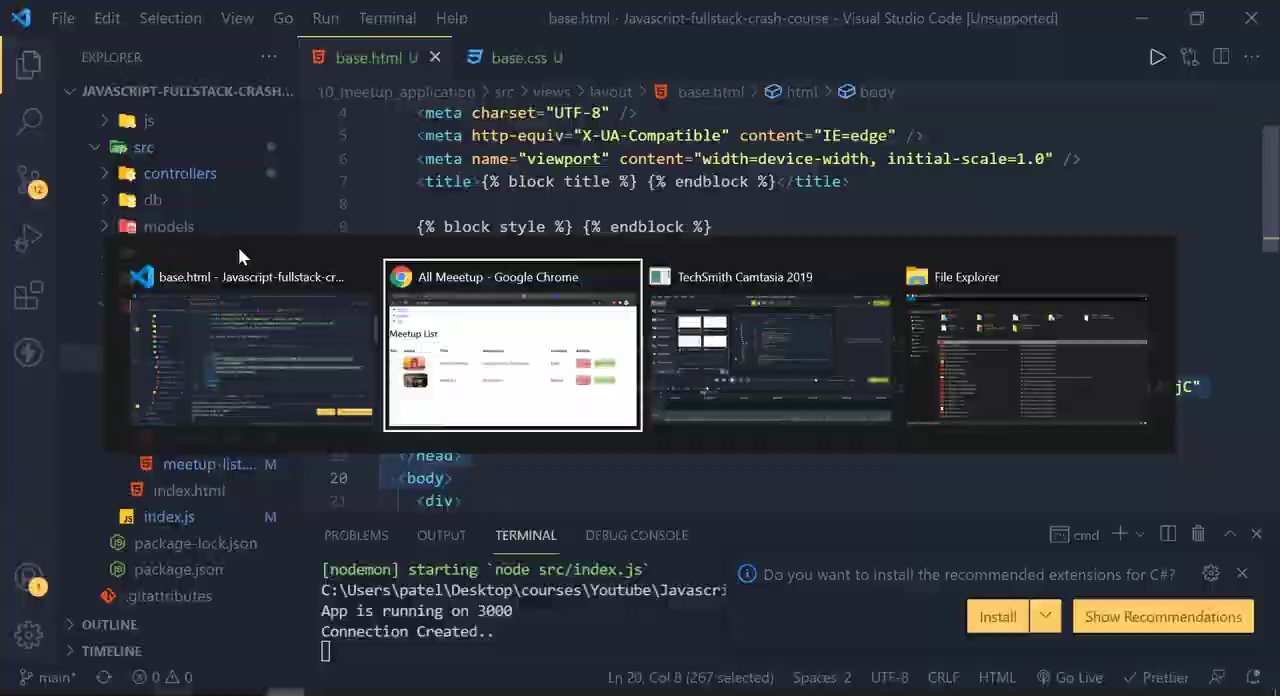 File Edit Selection View Go Run Terminal Help base.html - Javascript-fullstack-crash-course - Visual Studio Code [Unsupported]
EXPLORER ...
JAVASCRIPT-FULLSTACK-CRASH...
js
src
controllers
db
models
12
meetup-list.... M
index.html
index.js M
package-lock.json
package.json
.gitattributes
1
OUTLINE
TIMELINE
base.html U
base.css U
10_meetup_application > src > views > layout > base.html > html > body
4 <meta charset="UTF-8" />
5 <meta http-equiv="X-UA-Compatible" content="IE=edge" />
6 <meta name="viewport" content="width=device-width, initial-scale=1.0" />
7 <title>{% block title %} {% endblock %}</title>
8
9 {% block style %} {% endblock %}
base.html - Javascript-fullstack-cr...
All Meeetup - Google Chrome
TechSmith Camtasia 2019
File Explorer
Meetup List
jC"
</head>
20 <body>
21 <div>
PROBLEMS OUTPUT TERMINAL DEBUG CONSOLE cmd
[nodemon] starting `node src/index.js`
C:\Users\patel\Desktop\courses\Youtube\Javascri
App is running on 3000
Connection Created..
Do you want to install the recommended extensions for C#?
Install
Show Recommendations
main* 0 0 Ln 20, Col 8 (267 selected) Spaces: 2 UTF-8 CRLF HTML Go Live Prettier